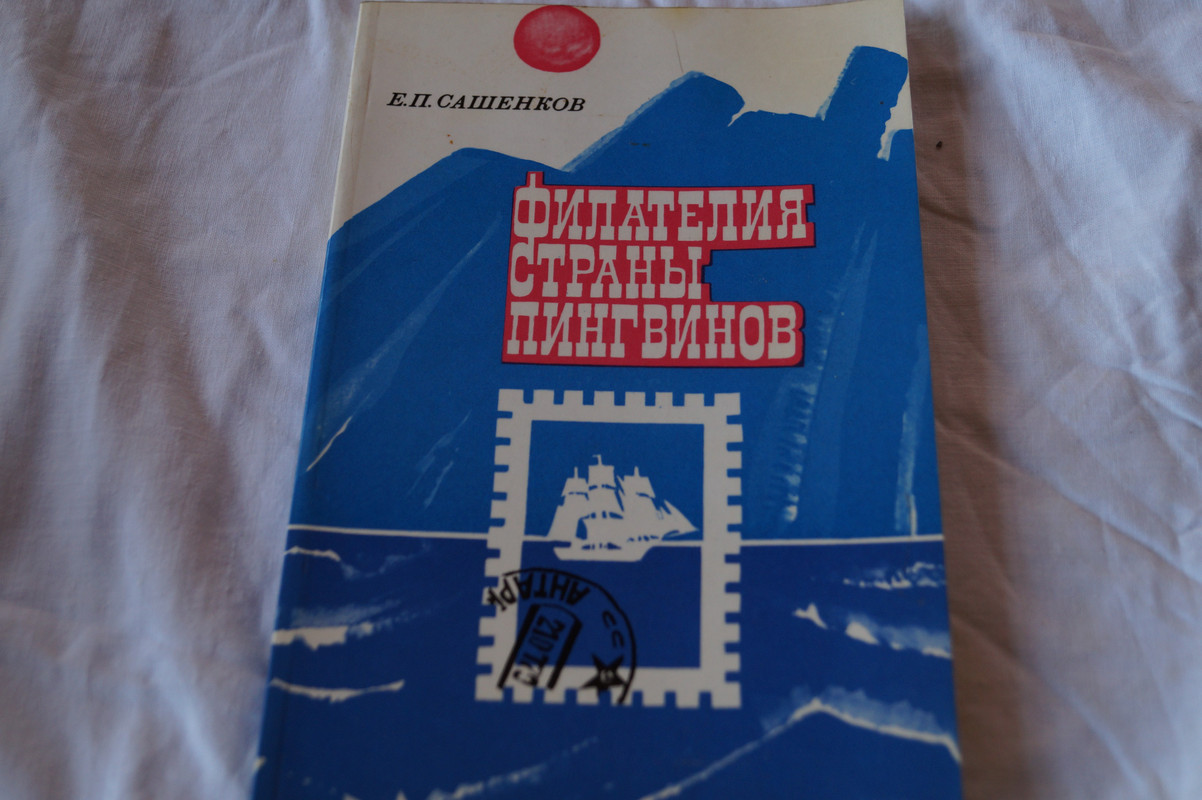 Е.П. САШЕНКОВ
ФИЛАТЕЛИЯ
СТРАНЫ
ПИНГВИНОВ
АНТАРК